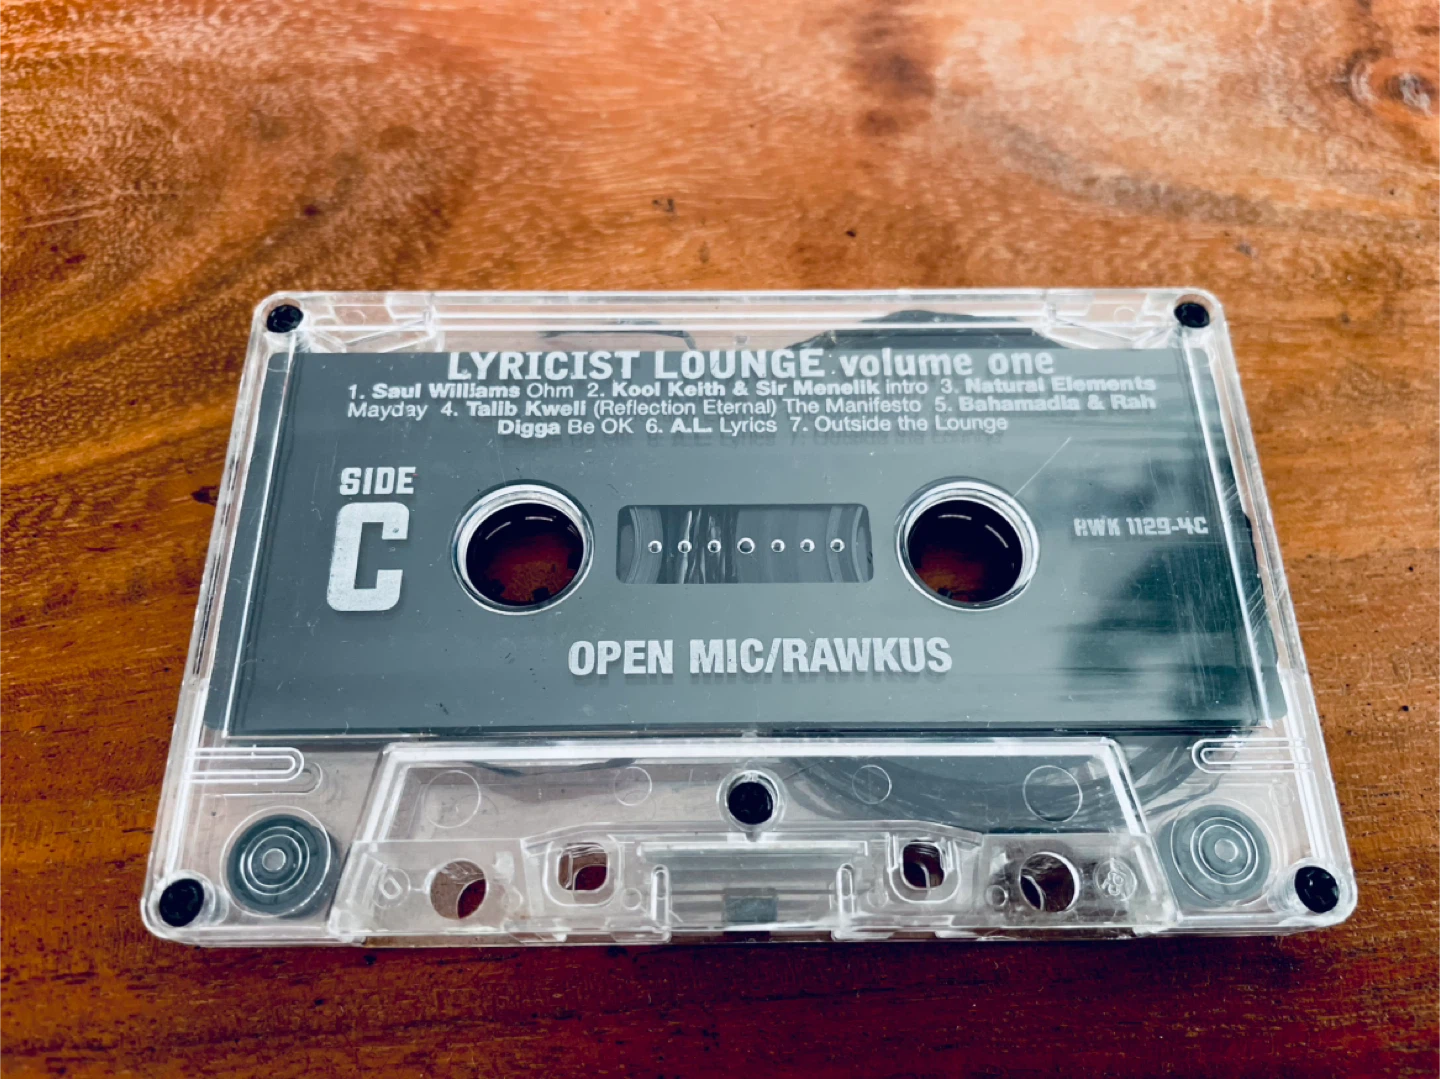 LYRICIST LOUNGE volume one
1. Saul Williams Ohm 2. Kool Keith & Sir Menelik intro 3. Natural Elements
Mayday 4. Talib Kweli (Reflection Eternal) The Manifesto 5. Bahamadia & Rah
Digga Be OK 6. A.L. Lyrics 7. Outside the Lounge
SIDE
C
RWK 1129-4C
OPEN MIC/RAWKUS